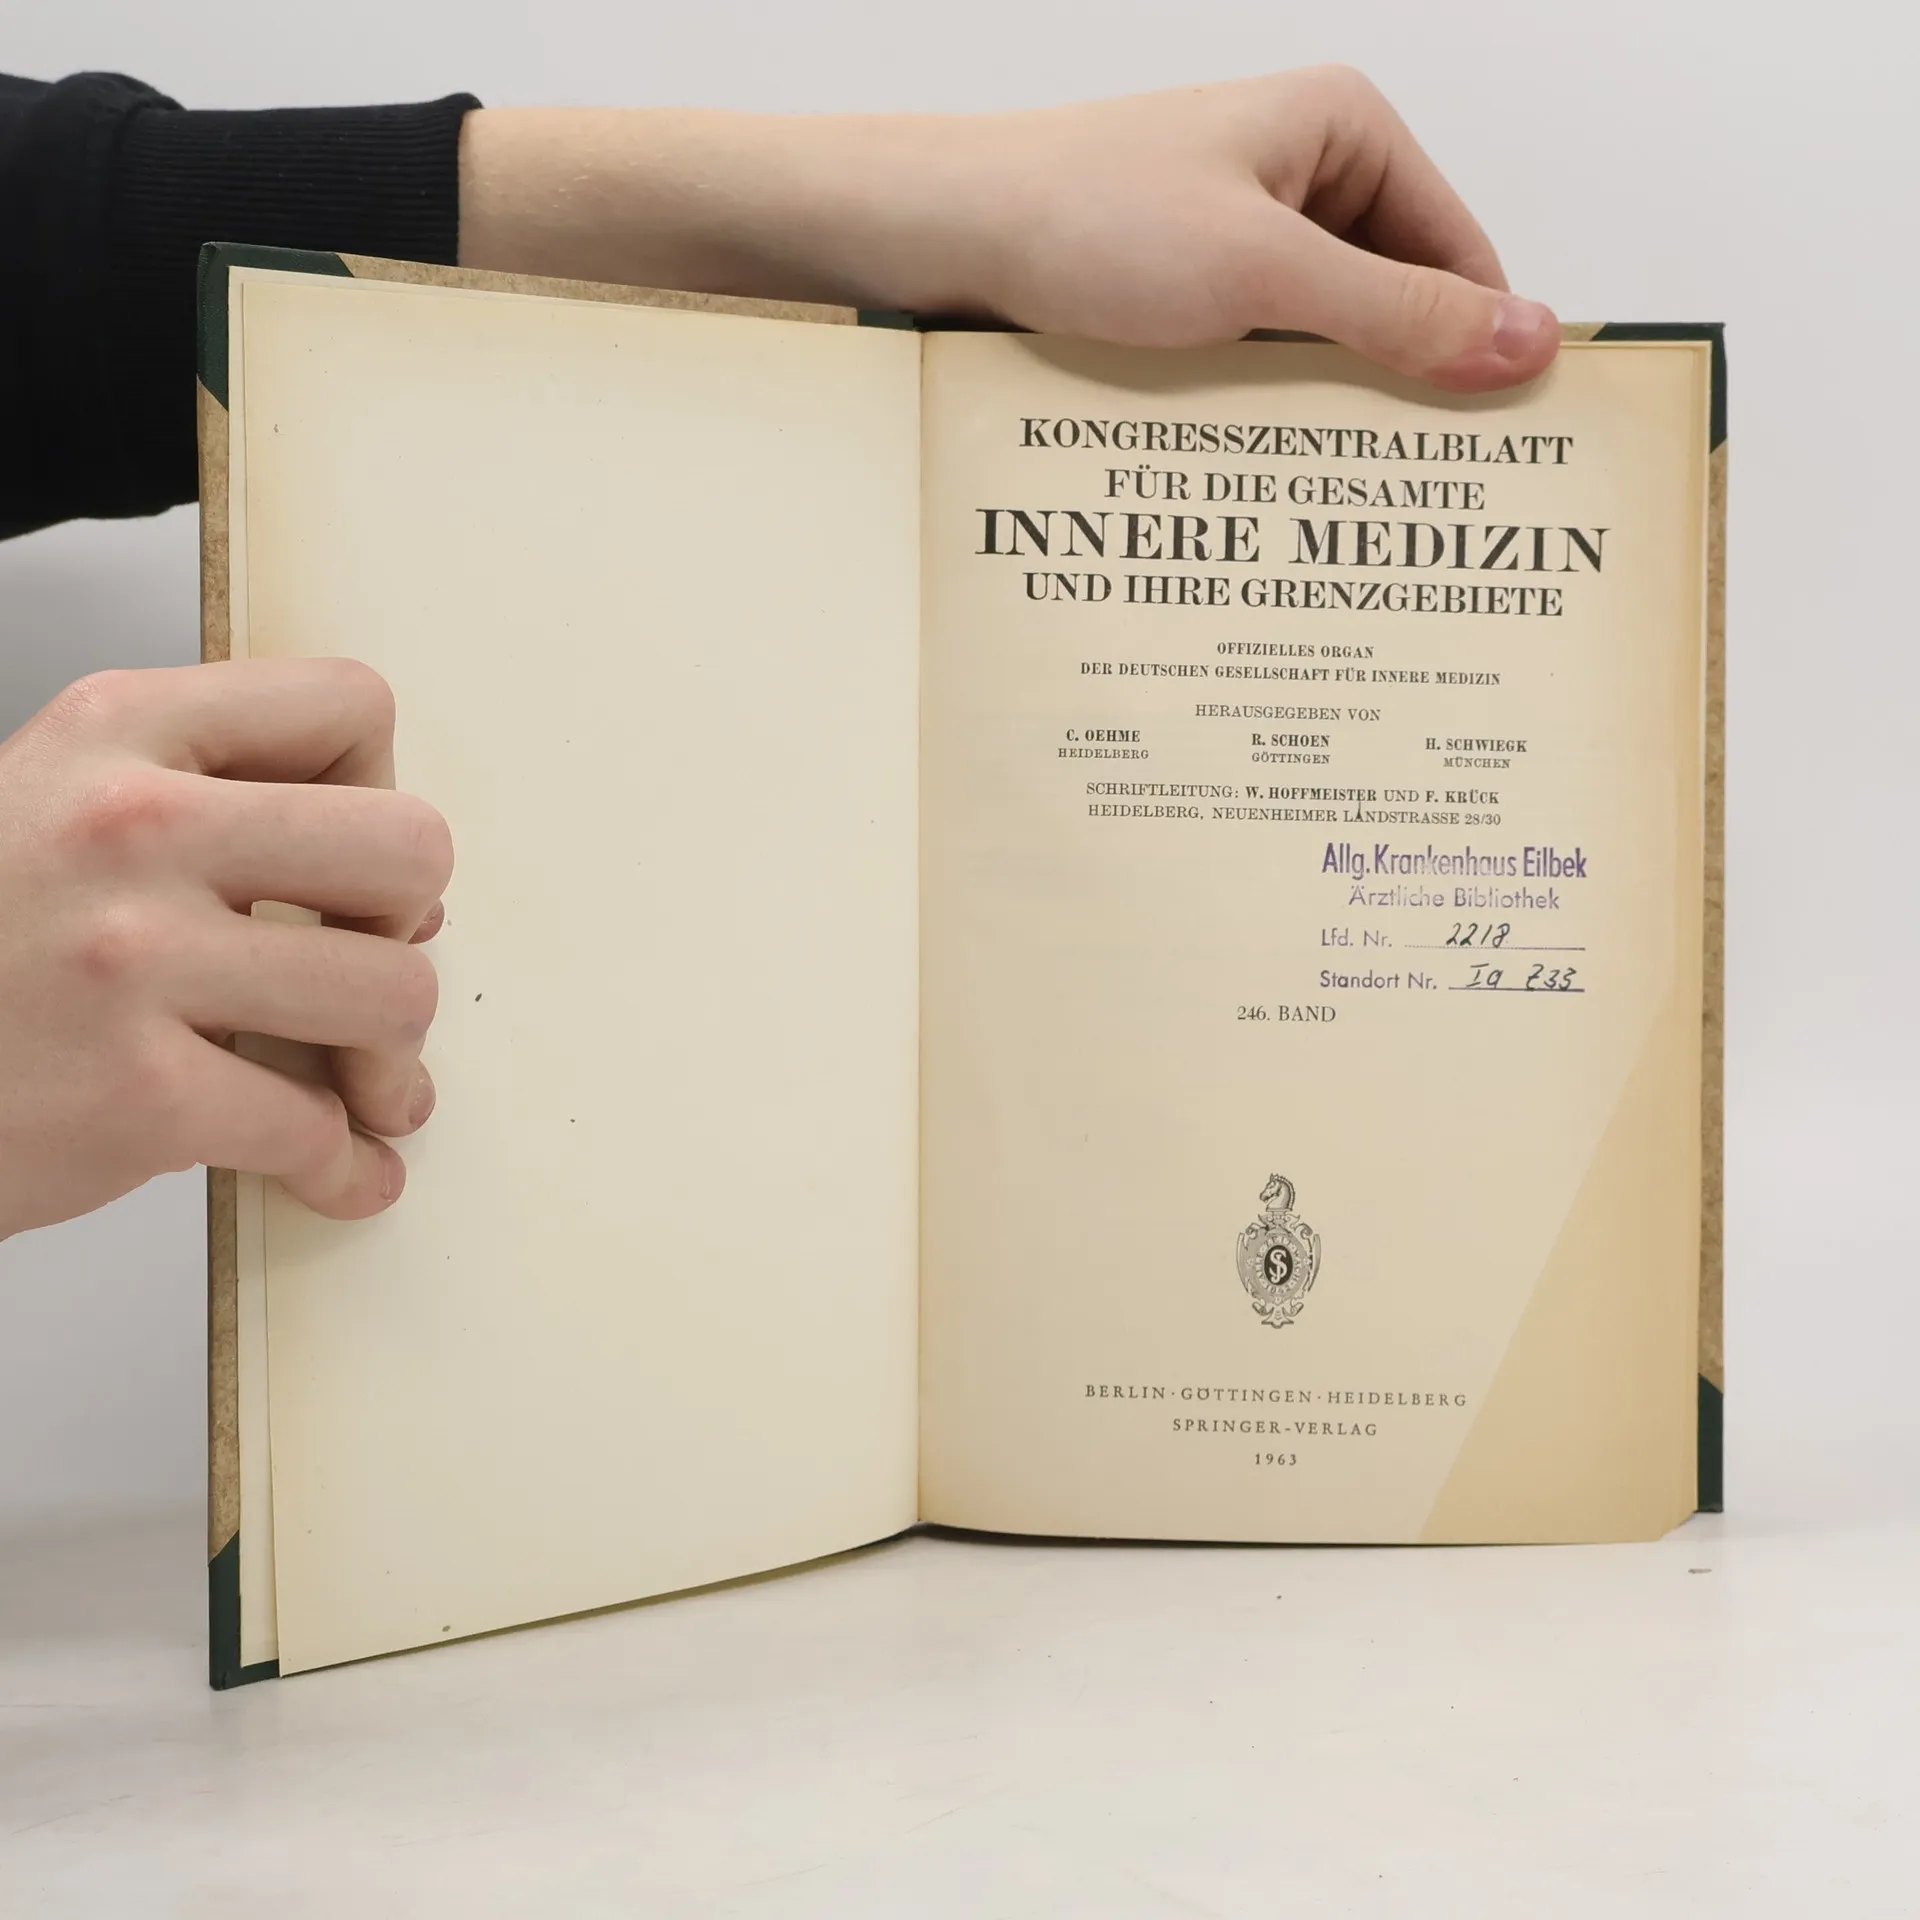 KONGRESSZENTRALBLATT
FÜR DIE GESAMTE
INNERE MEDIZIN
UND IHRE GRENZGEBIETE
OFFIZIELLES ORGAN
DER DEUTSCHEN GESELLSCHAFT FÜR INNERE MEDIZIN
HERAUSGEGEBEN VON
C. OEHME R. SCHOEN H. SCHWIEGK
HEIDELBERG GÖTTINGEN MÜNCHEN
SCHRIFTLEITUNG: W. HOFFMEISTER UND F. KRÜCK
HEIDELBERG, NEUENHEIMER LANDSTRASSE 28/30
Allg. Krankenhaus Eilbek
Ärztliche Bibliothek
Lfd. Nr. 2218
Standort Nr. Ia Z33
246. BAND
BERLIN · GÖTTINGEN · HEIDELBERG
SPRINGER-VERLAG
1963